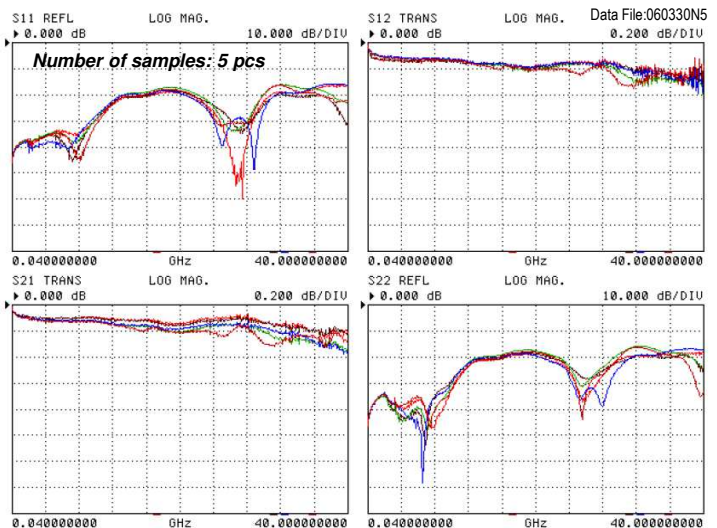 Data File:060330N5
S11 REFL LOG MAG.
▶ 0.000 dB 10.000 dB/DIV
Number of samples: 5 pcs
0.040000000 GHz 40.000000000
S12 TRANS LOG MAG.
▶ 0.000 dB 0.200 dB/DIV
0.040000000 GHz 40.000000000
S21 TRANS LOG MAG.
▶ 0.000 dB 0.200 dB/DIV
0.040000000 GHz 40.000000000
S22 REFL LOG MAG.
▶ 0.000 dB 10.000 dB/DIV
0.040000000 GHz 40.000000000